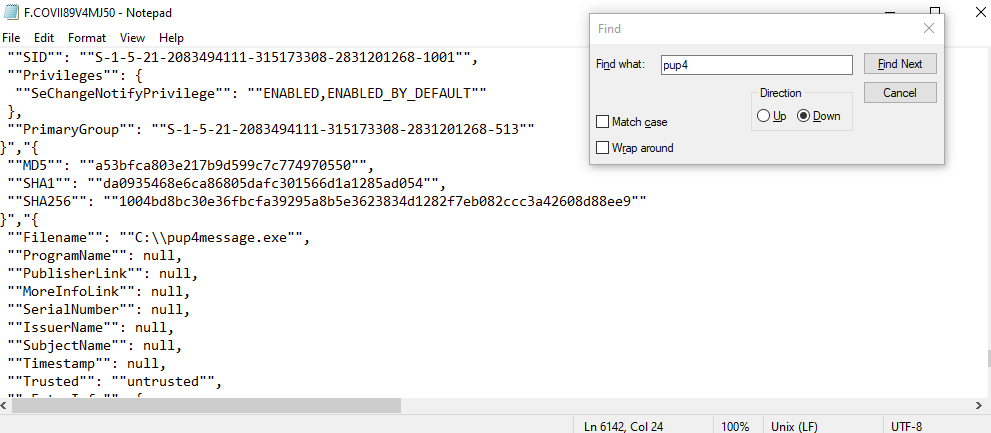 F.COVII89V4MJ50 - Notepad
File Edit Format View Help
""SID"": ""S-1-5-21-2083494111-315173308-2831201268-1001"",
""Privileges"": {
""SeChangeNotifyPrivilege"": ""ENABLED,ENABLED_BY_DEFAULT""
},
""PrimaryGroup"": ""S-1-5-21-2083494111-315173308-2831201268-513""
}","{
""MD5"": ""a53bfca803e217b9d599c7c774970550"",
""SHA1"": ""da0935468e6ca86805dafc301566d1a1285ad054"",
""SHA256"": ""1004bd8bc30e36fbcfa39295a8b5e3623834d1282f7eb082ccc3a42608d88ee9""
}","{
""Filename"": ""C:\\pup4message.exe"",
""ProgramName"": null,
""PublisherLink"": null,
""MoreInfoLink"": null,
""SerialNumber"": null,
""IssuerName"": null,
""SubjectName"": null,
""Timestamp"": null,
""Trusted"": ""untrusted"",
Find
Find what: pup4 Find Next
Direction Cancel
Up Down
Match case
Wrap around
Ln 6142, Col 24 100% Unix (LF) UTF-8